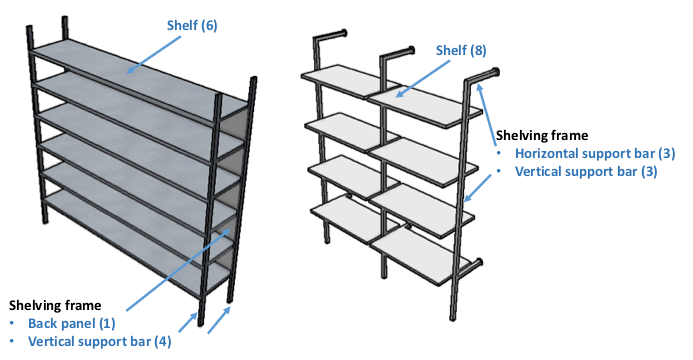 Shelf (6)
Shelving frame
• Back panel (1)
• Vertical support bar (4)
Shelf (8)
Shelving frame
• Horizontal support bar (3)
• Vertical support bar (3)